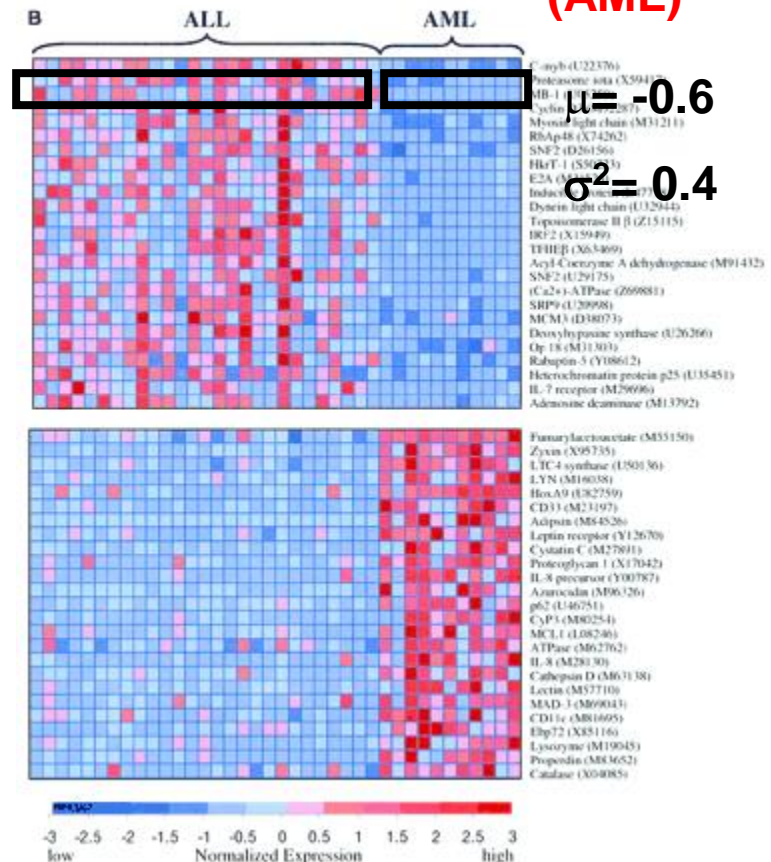 (AML)
B ALL AML
C-myb (U22376)
Proteasome iota (X59417)
MB-1
Cyclin
Myosin light chain (M31211)
RbAp48 (X74262)
SNF2 (D26156)
HkrT-1
E2A
Dynein light chain (U32944)
Topoisomerase II β (Z15115)
IRF2 (X15949)
TFIIEβ (X63469)
Acyl-Coenzyme A dehydrogenase (M91432)
SNF2 (U29175)
(Ca2+)-ATPase (Z69881)
SRP9 (U20998)
MCM3 (D38073)
Deoxyhypusine synthase (U26266)
Op 18 (M31303)
Rabaptin-5 (Y08612)
Heterochromatin protein p25 (U35451)
IL-7 receptor (M29696)
Adenosine deaminase (M13792)
μ= -0.6
σ²= 0.4
Fumarylacetoacetate (M55150)
Zyxin (X95735)
LTC4 synthase (U50136)
LYN (M16038)
HoxA9 (U82759)
CD33 (M23197)
Adipsin (M84526)
Leptin receptor (Y12670)
Cystatin C (M27891)
Proteoglycan 1 (X17042)
IL-8 precursor (Y00787)
Azurocidin (M96326)
p62 (U46751)
CyP3 (M80254)
MCL1 (L08246)
ATPase (M62762)
IL-8 (M28130)
Cathepsin D (M63138)
Lectin (M57710)
MAD-3 (M69043)
CD11c (M81695)
Ebp72 (X85116)
Lysozyme (M19045)
Properdin (M83652)
Catalase (X04085)
-3 -2.5 -2 -1.5 -1 -0.5 0 0.5 1 1.5 2 2.5 3
low Normalized Expression high